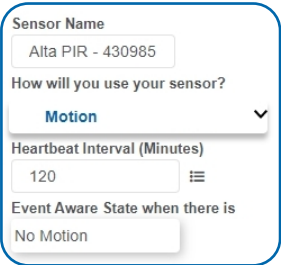 Sensor Name
Alta PIR - 430985
How will you use your sensor?
Motion
Heartbeat Interval (Minutes)
120
Event Aware State when there is
No Motion